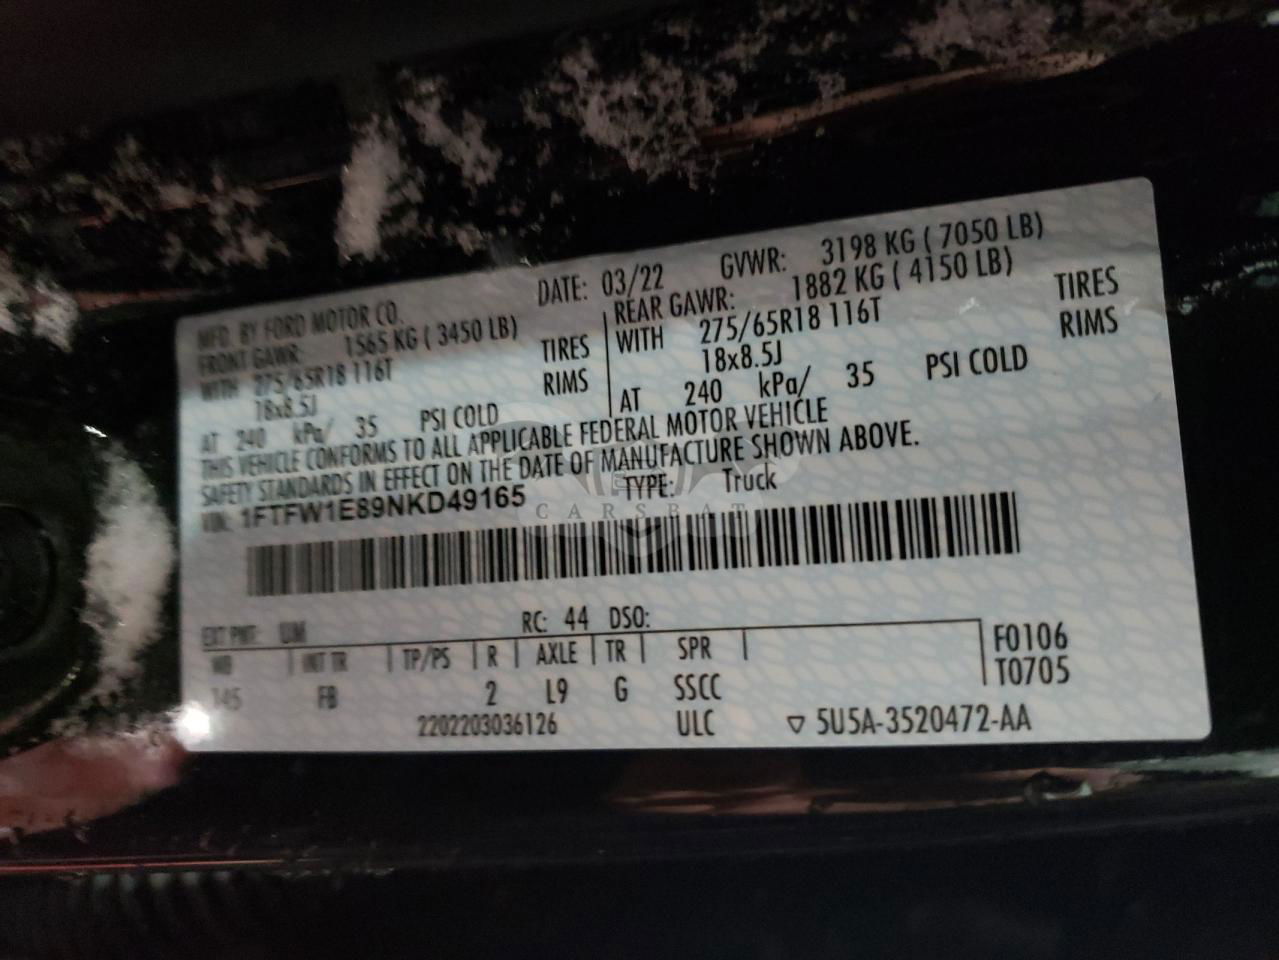 MFD. BY FORD MOTOR CO. DATE: 03/22 GVWR: 3198 KG ( 7050 LB)
FRONT GAWR: 1565 KG ( 3450 LB) REAR GAWR: 1882 KG ( 4150 LB)
WITH 275/65R18 116T TIRES WITH 275/65R18 116T TIRES
18x8.5J RIMS 18x8.5J RIMS
AT 240 kPa/ 35 PSI COLD AT 240 kPa/ 35 PSI COLD
THIS VEHICLE CONFORMS TO ALL APPLICABLE FEDERAL MOTOR VEHICLE
SAFETY STANDARDS IN EFFECT ON THE DATE OF MANUFACTURE SHOWN ABOVE.
VIN: 1FTFW1E89NKD49165 TYPE: Truck
CARSBAT
EXT PNT: UM RC: 44 DSO:
WB INT TR TP/PS R AXLE TR SPR F0106
145 FB 2 L9 G SSCC T0705
2202203036126 ULC ▽ 5U5A-3520472-AA